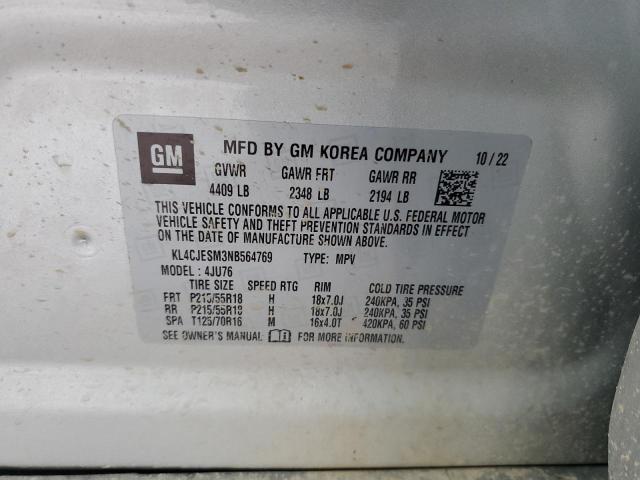 GM
MFD BY GM KOREA COMPANY 10 / 22
GVWR GAWR FRT GAWR RR
4409 LB 2348 LB 2194 LB
THIS VEHICLE CONFORMS TO ALL APPLICABLE U.S. FEDERAL MOTOR
VEHICLE SAFETY AND THEFT PREVENTION STANDARDS IN EFFECT ON
THE DATE OF MANUFACTURE SHOWN ABOVE.
KL4CJESM3NB564769 TYPE: MPV
MODEL : 4JU76
TIRE SIZE SPEED RTG RIM COLD TIRE PRESSURE
FRT P215/55R18 H 18x7.0J 240KPA, 35 PSI
RR P215/55R18 H 18x7.0J 240KPA, 35 PSI
SPA T125/70R16 M 16x4.0T 420KPA, 60 PSI
SEE OWNER'S MANUAL FOR MORE INFORMATION.